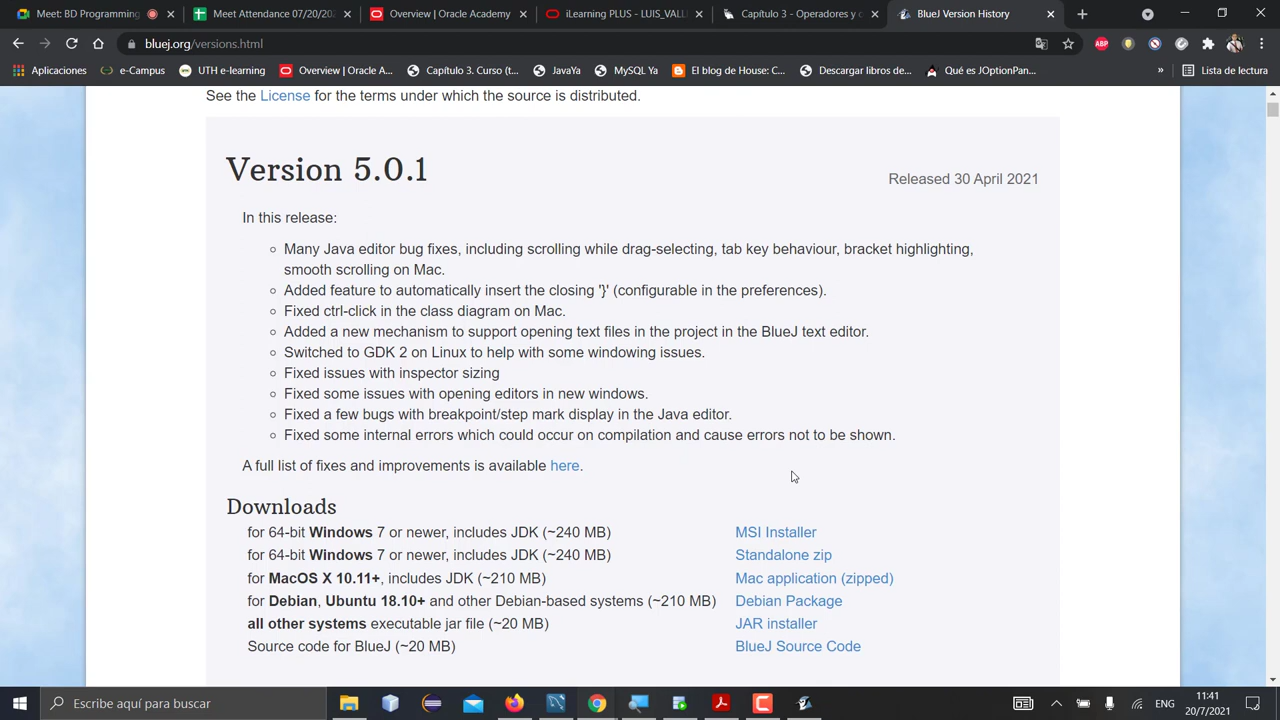 Meet: BD Programming
Meet Attendance 07/20/202
Overview | Oracle Academy
iLearning PLUS - LUIS_VALL
Capítulo 3 - Operadores y o
BlueJ Version History
bluej.org/versions.html
ABP
Aplicaciones
e-Campus
UTH e-learning
Overview | Oracle A...
Capítulo 3. Curso (t...
JavaYa
MySQL Ya
El blog de House: C...
Descargar libros de...
Qué es JOptionPan...
»
Lista de lectura
See the License for the terms under which the source is distributed.
Version 5.0.1
Released 30 April 2021
In this release:
Many Java editor bug fixes, including scrolling while drag-selecting, tab key behaviour, bracket highlighting,
smooth scrolling on Mac.
Added feature to automatically insert the closing '}' (configurable in the preferences).
Fixed ctrl-click in the class diagram on Mac.
Added a new mechanism to support opening text files in the project in the BlueJ text editor.
Switched to GDK 2 on Linux to help with some windowing issues.
Fixed issues with inspector sizing
Fixed some issues with opening editors in new windows.
Fixed a few bugs with breakpoint/step mark display in the Java editor.
Fixed some internal errors which could occur on compilation and cause errors not to be shown.
A full list of fixes and improvements is available here.
Downloads
for 64-bit Windows 7 or newer, includes JDK (~240 MB) MSI Installer
for 64-bit Windows 7 or newer, includes JDK (~240 MB) Standalone zip
for MacOS X 10.11+, includes JDK (~210 MB) Mac application (zipped)
for Debian, Ubuntu 18.10+ and other Debian-based systems (~210 MB) Debian Package
all other systems executable jar file (~20 MB) JAR installer
Source code for BlueJ (~20 MB) BlueJ Source Code
Escribe aquí para buscar
ENG
11:41
20/7/2021